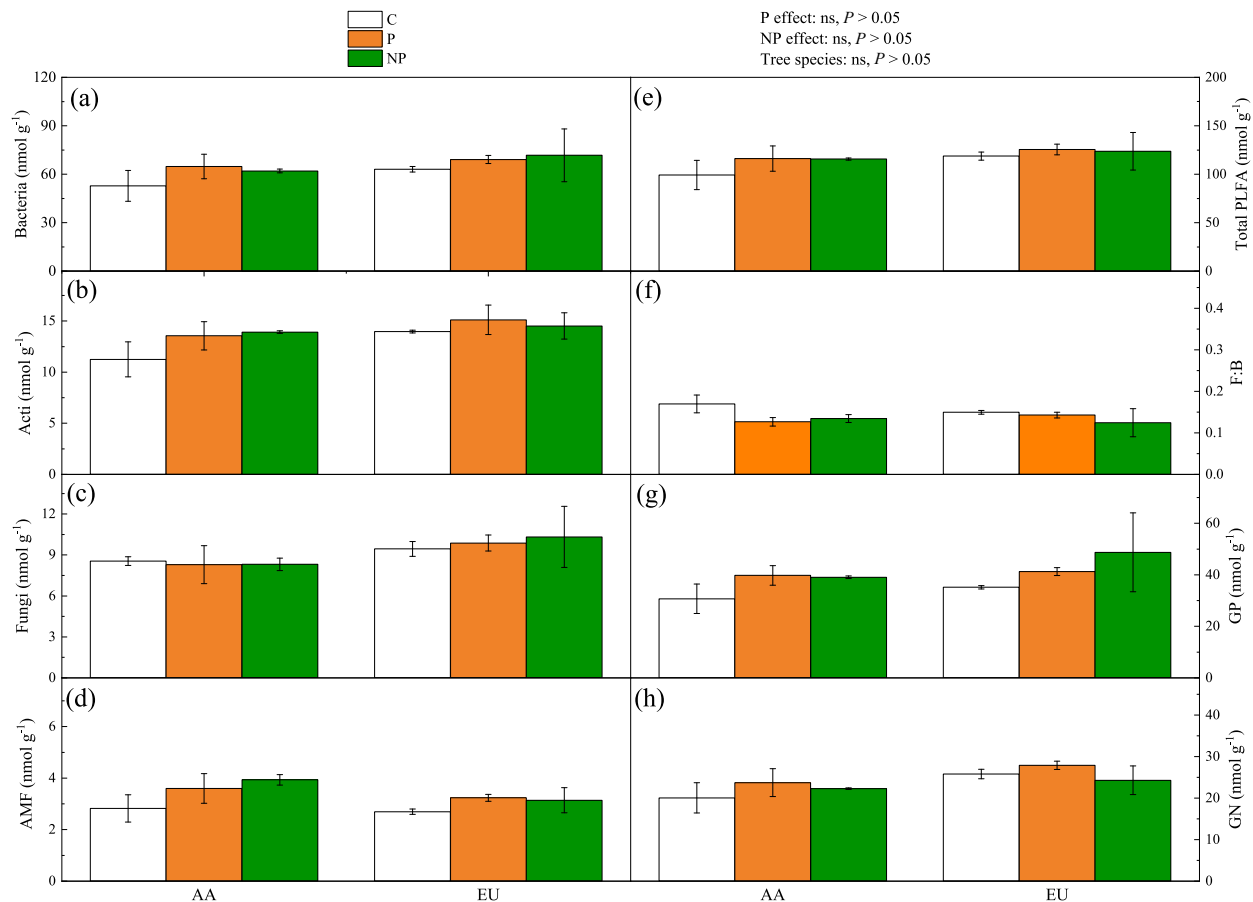 C
P
NP
P effect: ns, P > 0.05
NP effect: ns, P > 0.05
Tree species: ns, P > 0.05
(a)
120
90
60
30
0
Bacteria (nmol g-1)
(e)
200
150
100
50
0
Total PLFA (nmol g-1)
(b)
15
10
5
0
Acti (nmol g-1)
(f)
0.4
0.3
0.2
0.1
0.0
F:B
(c)
12
9
6
3
0
Fungi (nmol g-1)
(g)
60
40
20
0
GP (nmol g-1)
(d)
6
4
2
0
AMF (nmol g-1)
(h)
40
30
20
10
0
GN (nmol g-1)
AA
EU
AA
EU